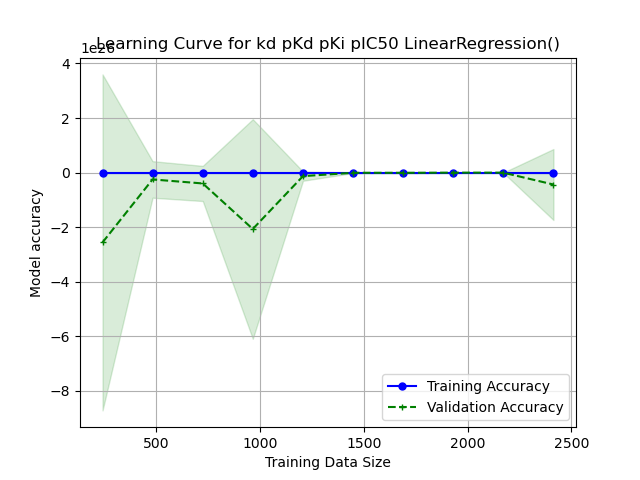 Learning Curve for kd pKd pKi pIC50 LinearRegression()
1e26
4
2
0
−2
−4
−6
−8
Model accuracy
Training Accuracy
Validation Accuracy
500
1000
1500
2000
2500
Training Data Size